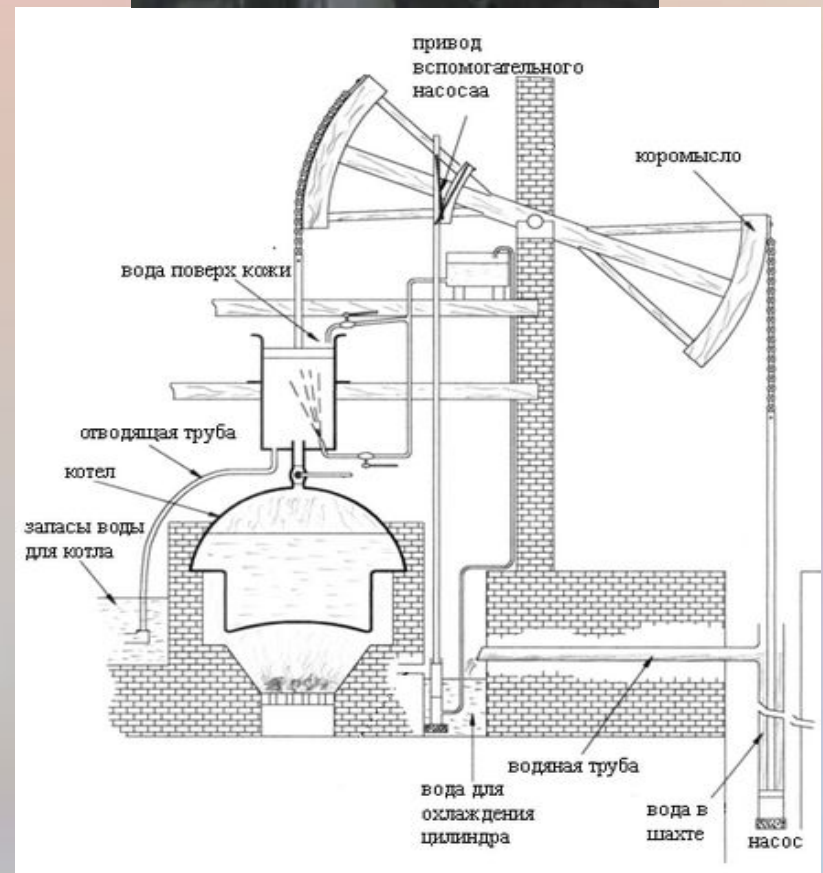 привод
вспомогательного
насосаа
коромысло
вода поверх кожи
отводящая труба
котел
запасы воды
для котла
водяная труба
вода для
охлаждения
цилиндра
вода в
шахте
насос